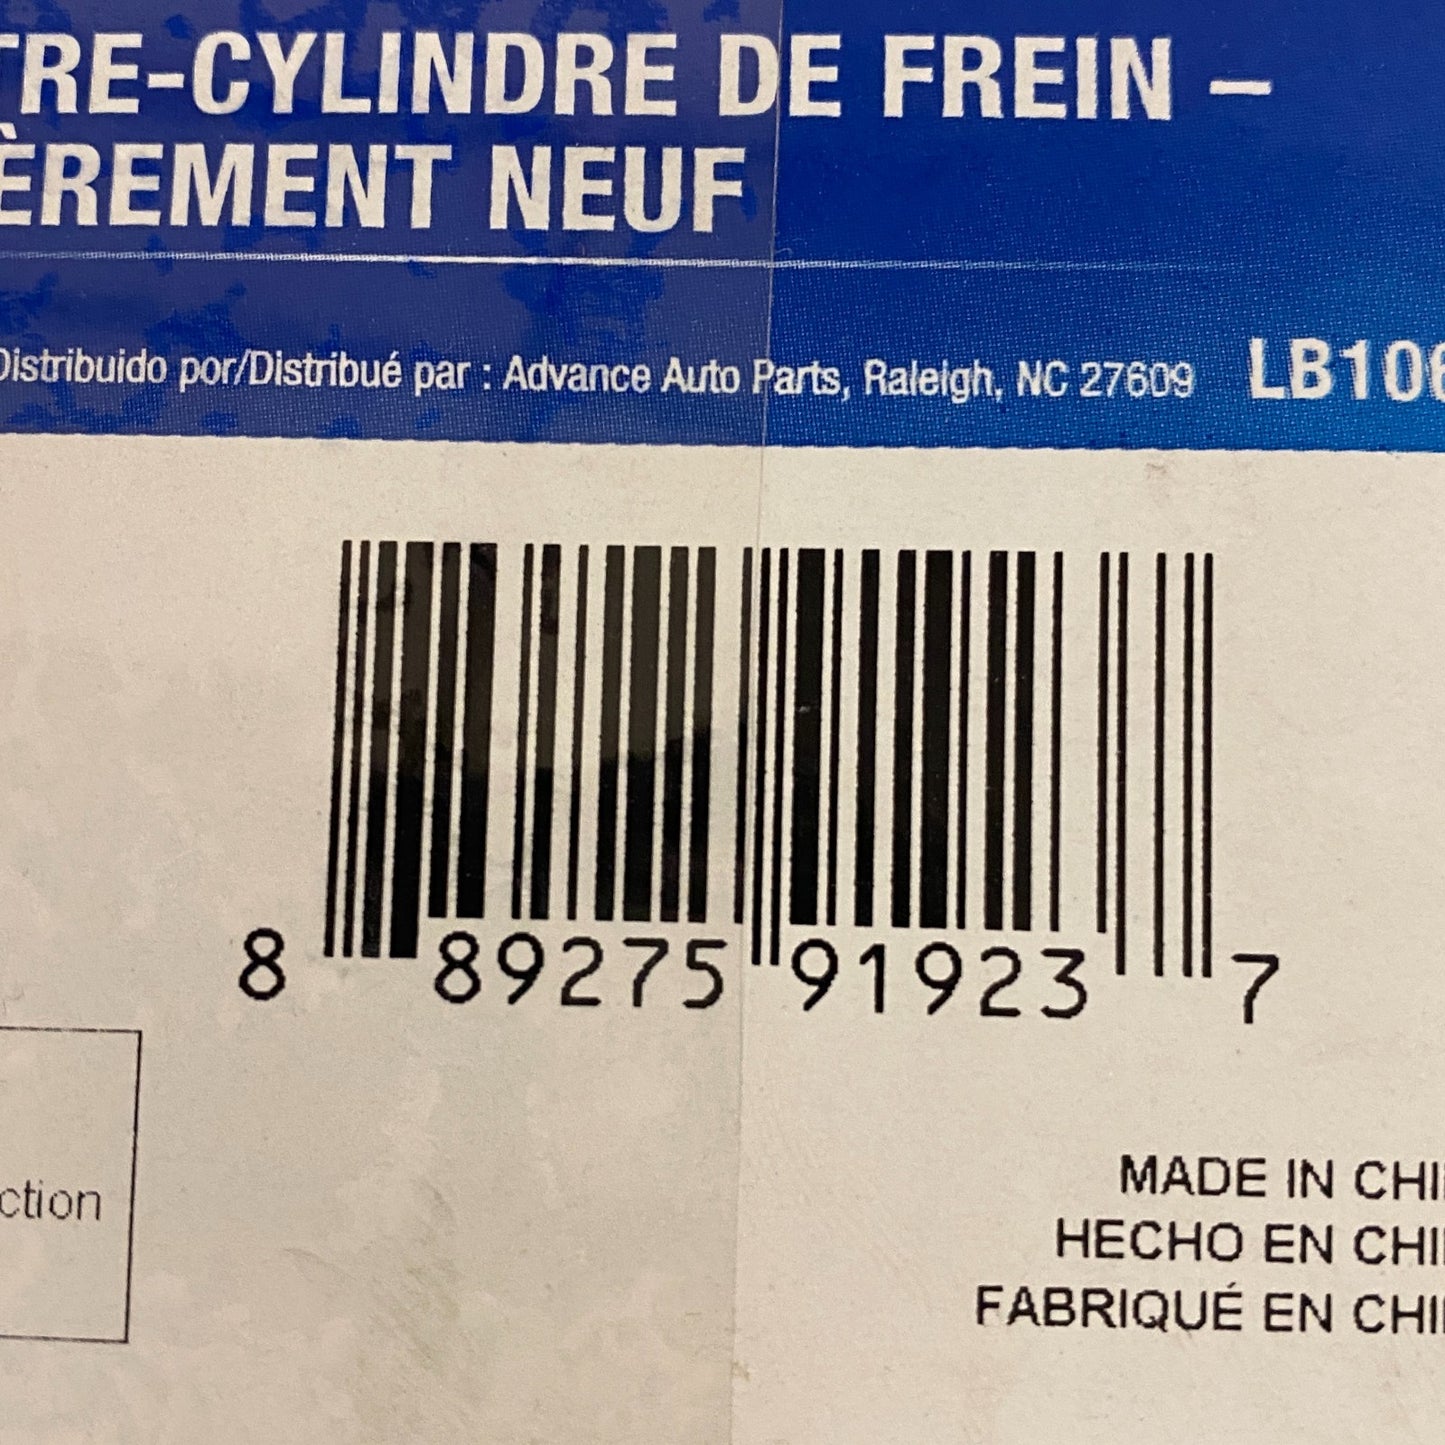 TRE-CYLINDRE DE FREIN –
ÈREMENT NEUF
Distribuido por/Distribué par : Advance Auto Parts, Raleigh, NC 27609 LB106
8 89275 91923 7
ction
MADE IN CHI
HECHO EN CHI
FABRIQUÉ EN CHI